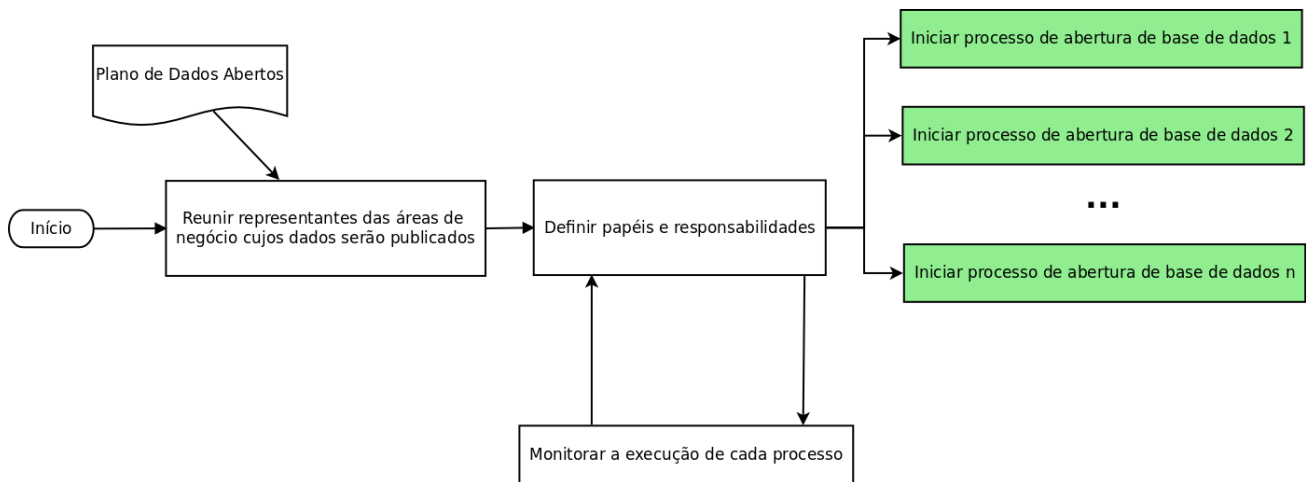 Plano de Dados Abertos
Início
Reunir representantes das áreas de
negócio cujos dados serão publicados
Definir papéis e responsabilidades
Iniciar processo de abertura de base de dados 1
Iniciar processo de abertura de base de dados 2
...
Iniciar processo de abertura de base de dados n
Monitorar a execução de cada processo